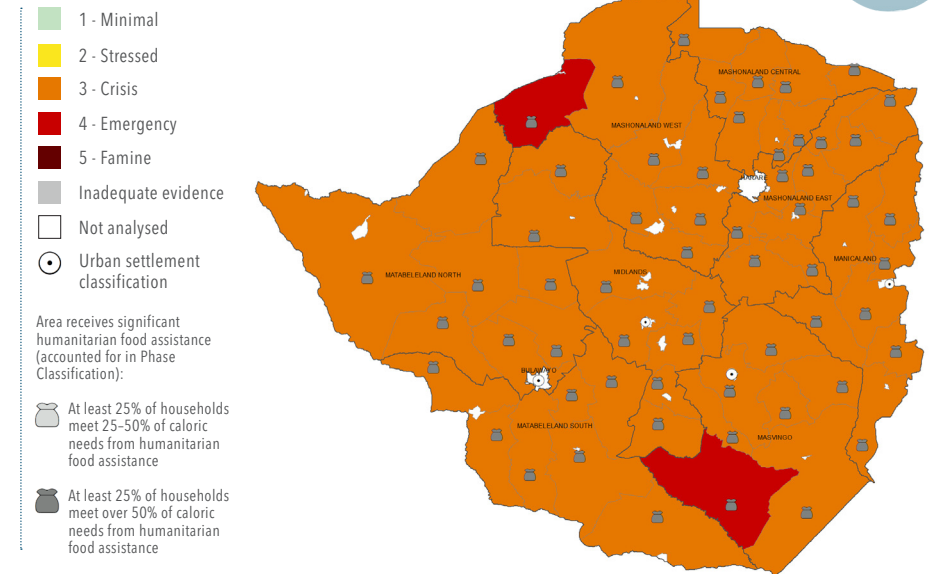 1 - Minimal
2 - Stressed
3 - Crisis
4 - Emergency
5 - Famine
Inadequate evidence
Not analysed
Urban settlement
classification
Area receives significant
humanitarian food assistance
(accounted for in Phase
Classification):
At least 25% of households
meet 25–50% of caloric
needs from humanitarian
food assistance
At least 25% of households
meet over 50% of caloric
needs from humanitarian
food assistance
MASHONALAND CENTRAL
MASHONALAND WEST
HARARE
MASHONALAND EAST
MANICALAND
MATABELELAND NORTH
MIDLANDS
BULAWAYO
MATABELELAND SOUTH
MASVINGO